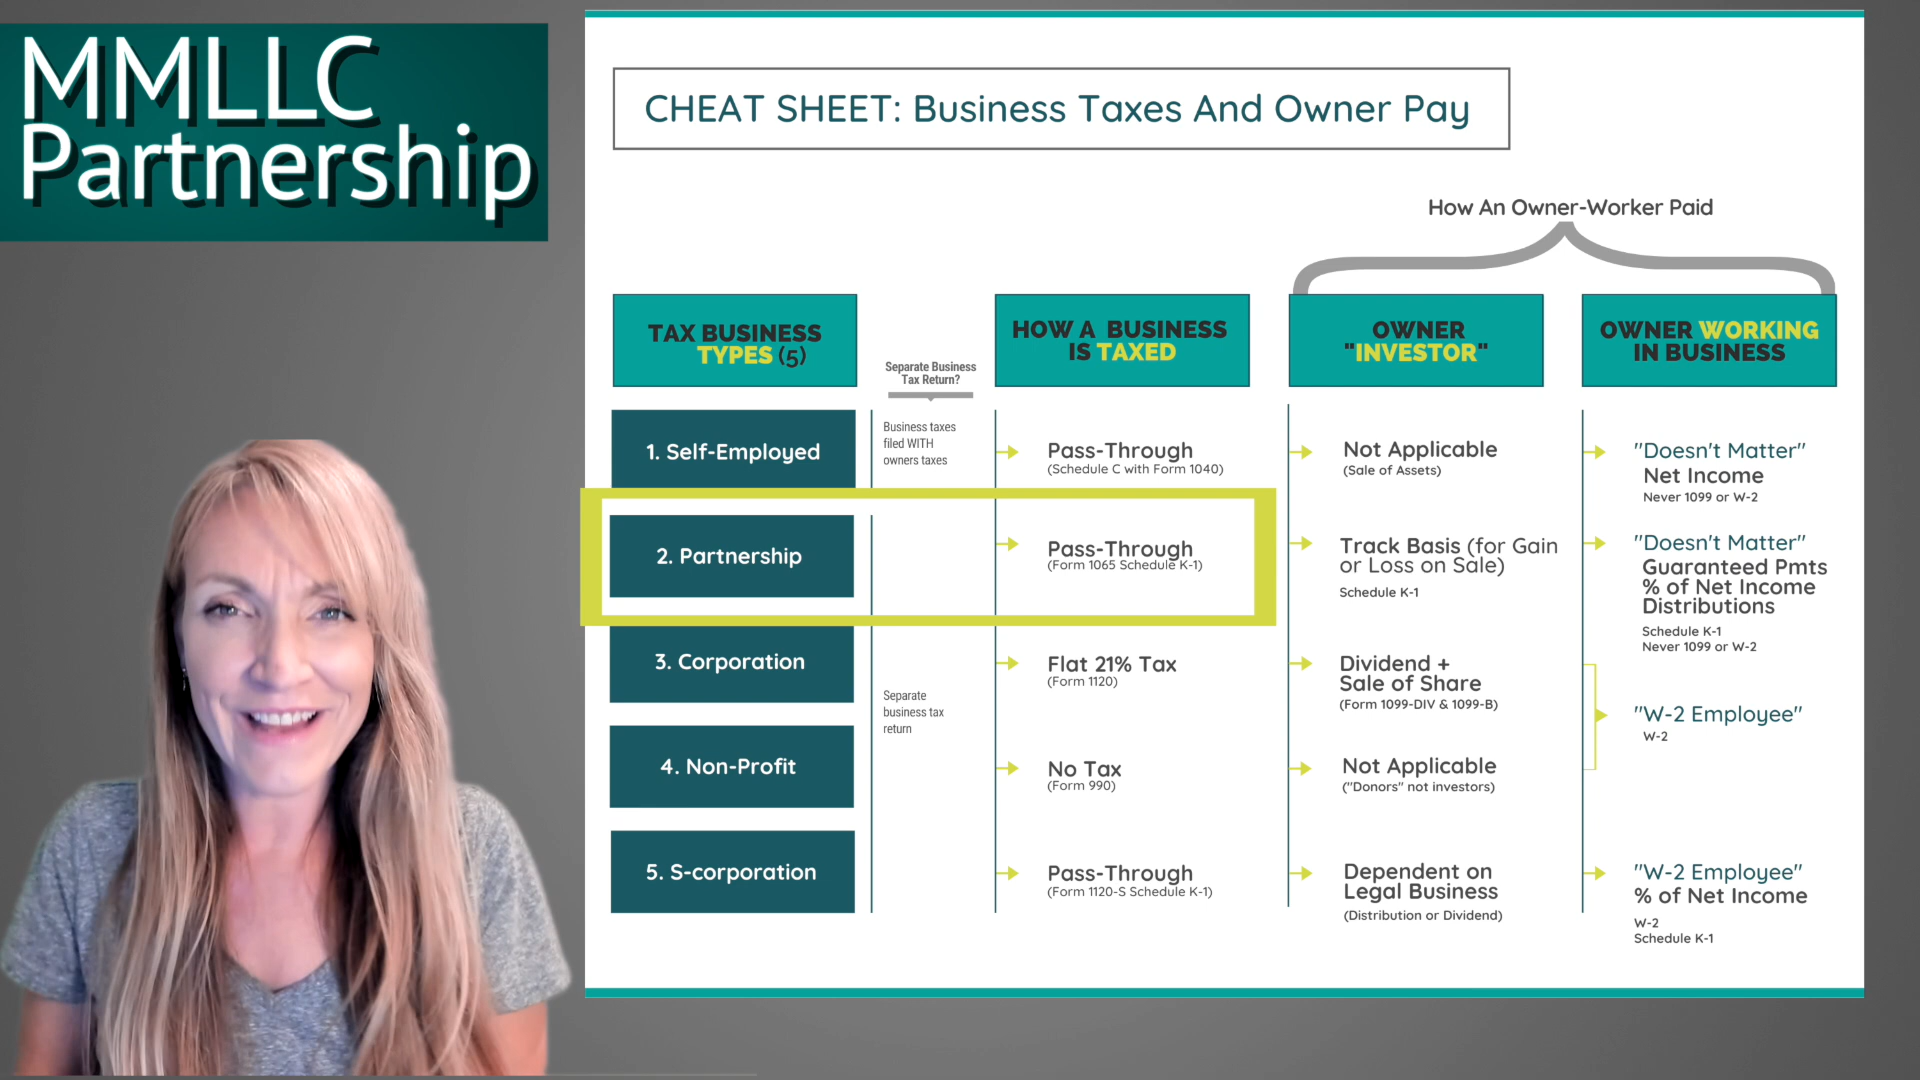 MMLLC
Partnership
CHEAT SHEET: Business Taxes And Owner Pay
How An Owner-Worker Paid
TAX BUSINESS
TYPES (5)
Separate Business
Tax Return?
HOW A BUSINESS
IS TAXED
OWNER
"INVESTOR"
OWNER WORKING
IN BUSINESS
1. Self-Employed
Business taxes
filed WITH
owners taxes
Pass-Through
(Schedule C with Form 1040)
Not Applicable
(Sale of Assets)
"Doesn't Matter"
Net Income
Never 1099 or W-2
2. Partnership
Pass-Through
(Form 1065 Schedule K-1)
Track Basis (for Gain
or Loss on Sale)
Schedule K-1
"Doesn't Matter"
Guaranteed Pmts
% of Net Income
Distributions
Schedule K-1
Never 1099 or W-2
3. Corporation
Separate
business tax
return
Flat 21% Tax
(Form 1120)
Dividend +
Sale of Share
(Form 1099-DIV & 1099-B)
"W-2 Employee"
W-2
4. Non-Profit
No Tax
(Form 990)
Not Applicable
("Donors" not investors)
5. S-corporation
Pass-Through
(Form 1120-S Schedule K-1)
Dependent on
Legal Business
(Distribution or Dividend)
"W-2 Employee"
% of Net Income
W-2
Schedule K-1